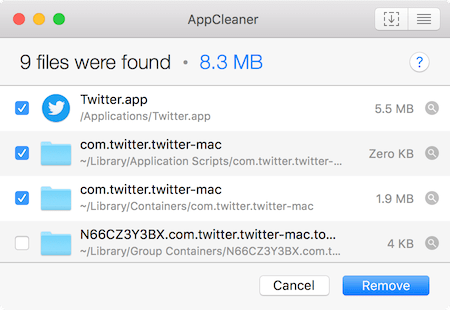 AppCleaner
9 files were found • 8.3 MB
?
Twitter.app
/Applications/Twitter.app
5.5 MB
com.twitter.twitter-mac
~/Library/Application Scripts/com.twitter.twitter-...
Zero KB
com.twitter.twitter-mac
~/Library/Containers/com.twitter.twitter-mac
1.9 MB
N66CZ3Y3BX.com.twitter.twitter-mac.to...
~/Library/Group Containers/N66CZ3Y3BX.com.t...
4 KB
Cancel
Remove